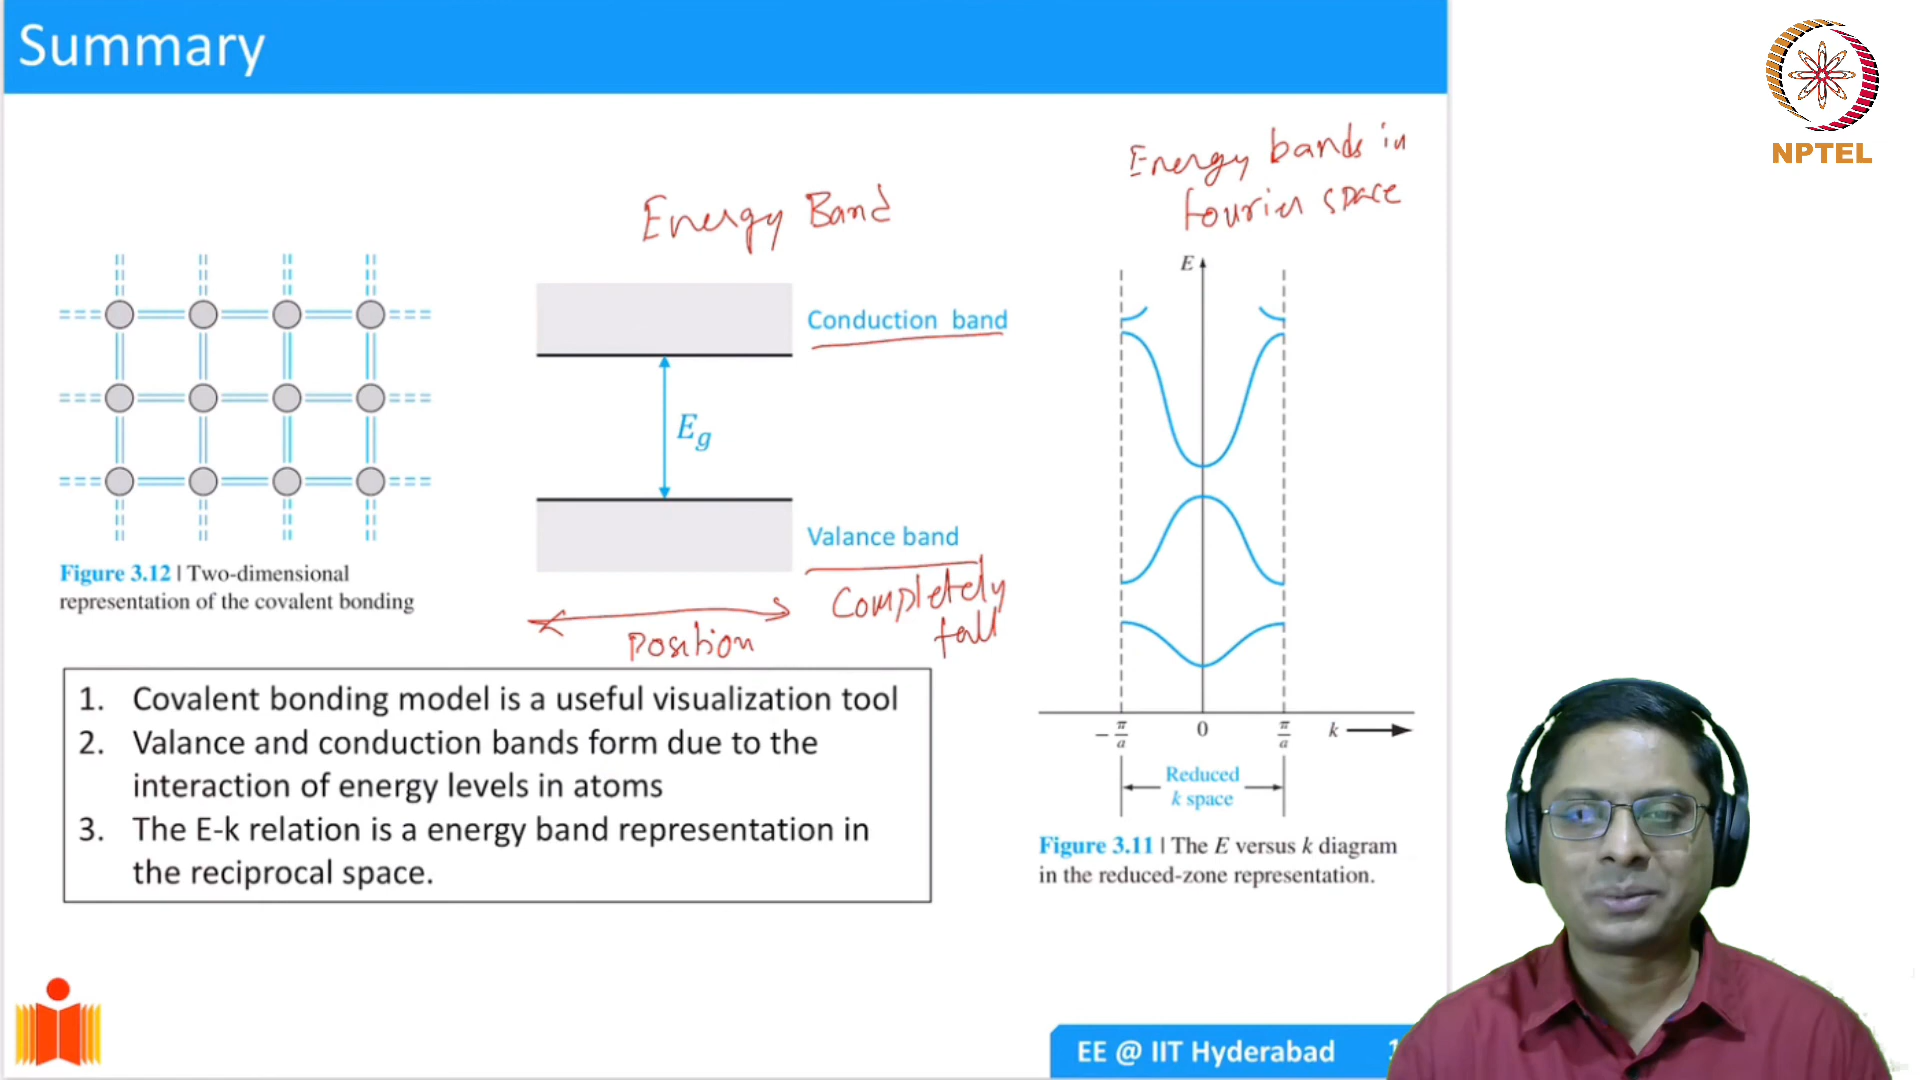 Summary
NPTEL
Energy Band
Energy bands in
fourier space
Conduction band
E_g
Valance band
Completely
full
Position
Figure 3.12 | Two-dimensional
representation of the covalent bonding
E
-π/a
0
π/a
k
Reduced
k space
Figure 3.11 | The E versus k diagram
in the reduced-zone representation.
1. Covalent bonding model is a useful visualization tool
2. Valance and conduction bands form due to the
interaction of energy levels in atoms
3. The E-k relation is a energy band representation in
the reciprocal space.
EE @ IIT Hyderabad